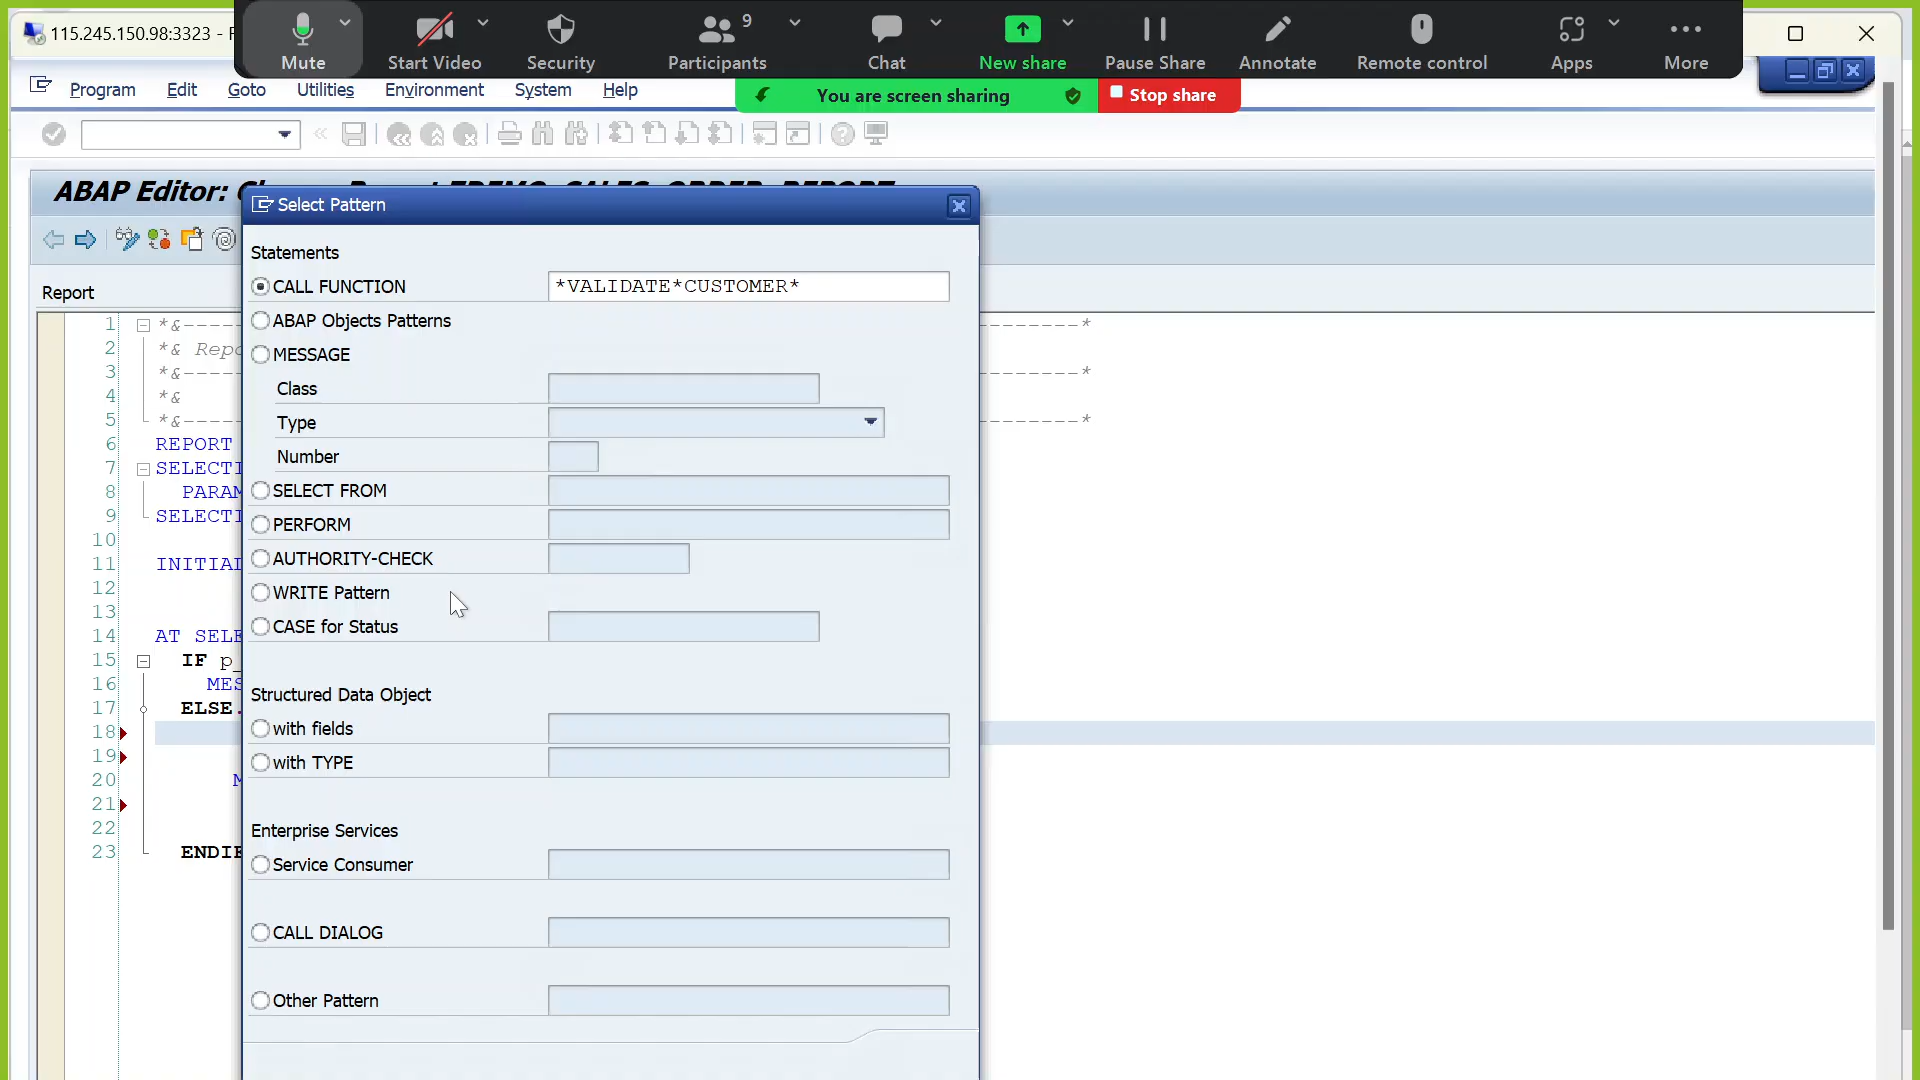 115.245.150.98:3323 -
Mute
Start Video
Security
9
Participants
Chat
New share
Pause Share
Annotate
Remote control
Apps
More
You are screen sharing
Stop share
Program Edit Goto Utilities Environment System Help
ABAP Editor:
Select Pattern
Statements
CALL FUNCTION *VALIDATE*CUSTOMER*
ABAP Objects Patterns
MESSAGE
Class
Type
Number
SELECT FROM
PERFORM
AUTHORITY-CHECK
WRITE Pattern
CASE for Status
Structured Data Object
with fields
with TYPE
Enterprise Services
Service Consumer
CALL DIALOG
Other Pattern
Report
1 *&---- -------*
2 *& Repo
3 *&---- -------*
4 *&
5 *&---- -------*
6 REPORT
7 SELECTI
8 PARAM
9 SELECTI
10
11 INITIAL
12
13
14 AT SELE
15 IF p_
16 MES
17 ELSE.
18
19
20 M
21
22
23 ENDIF